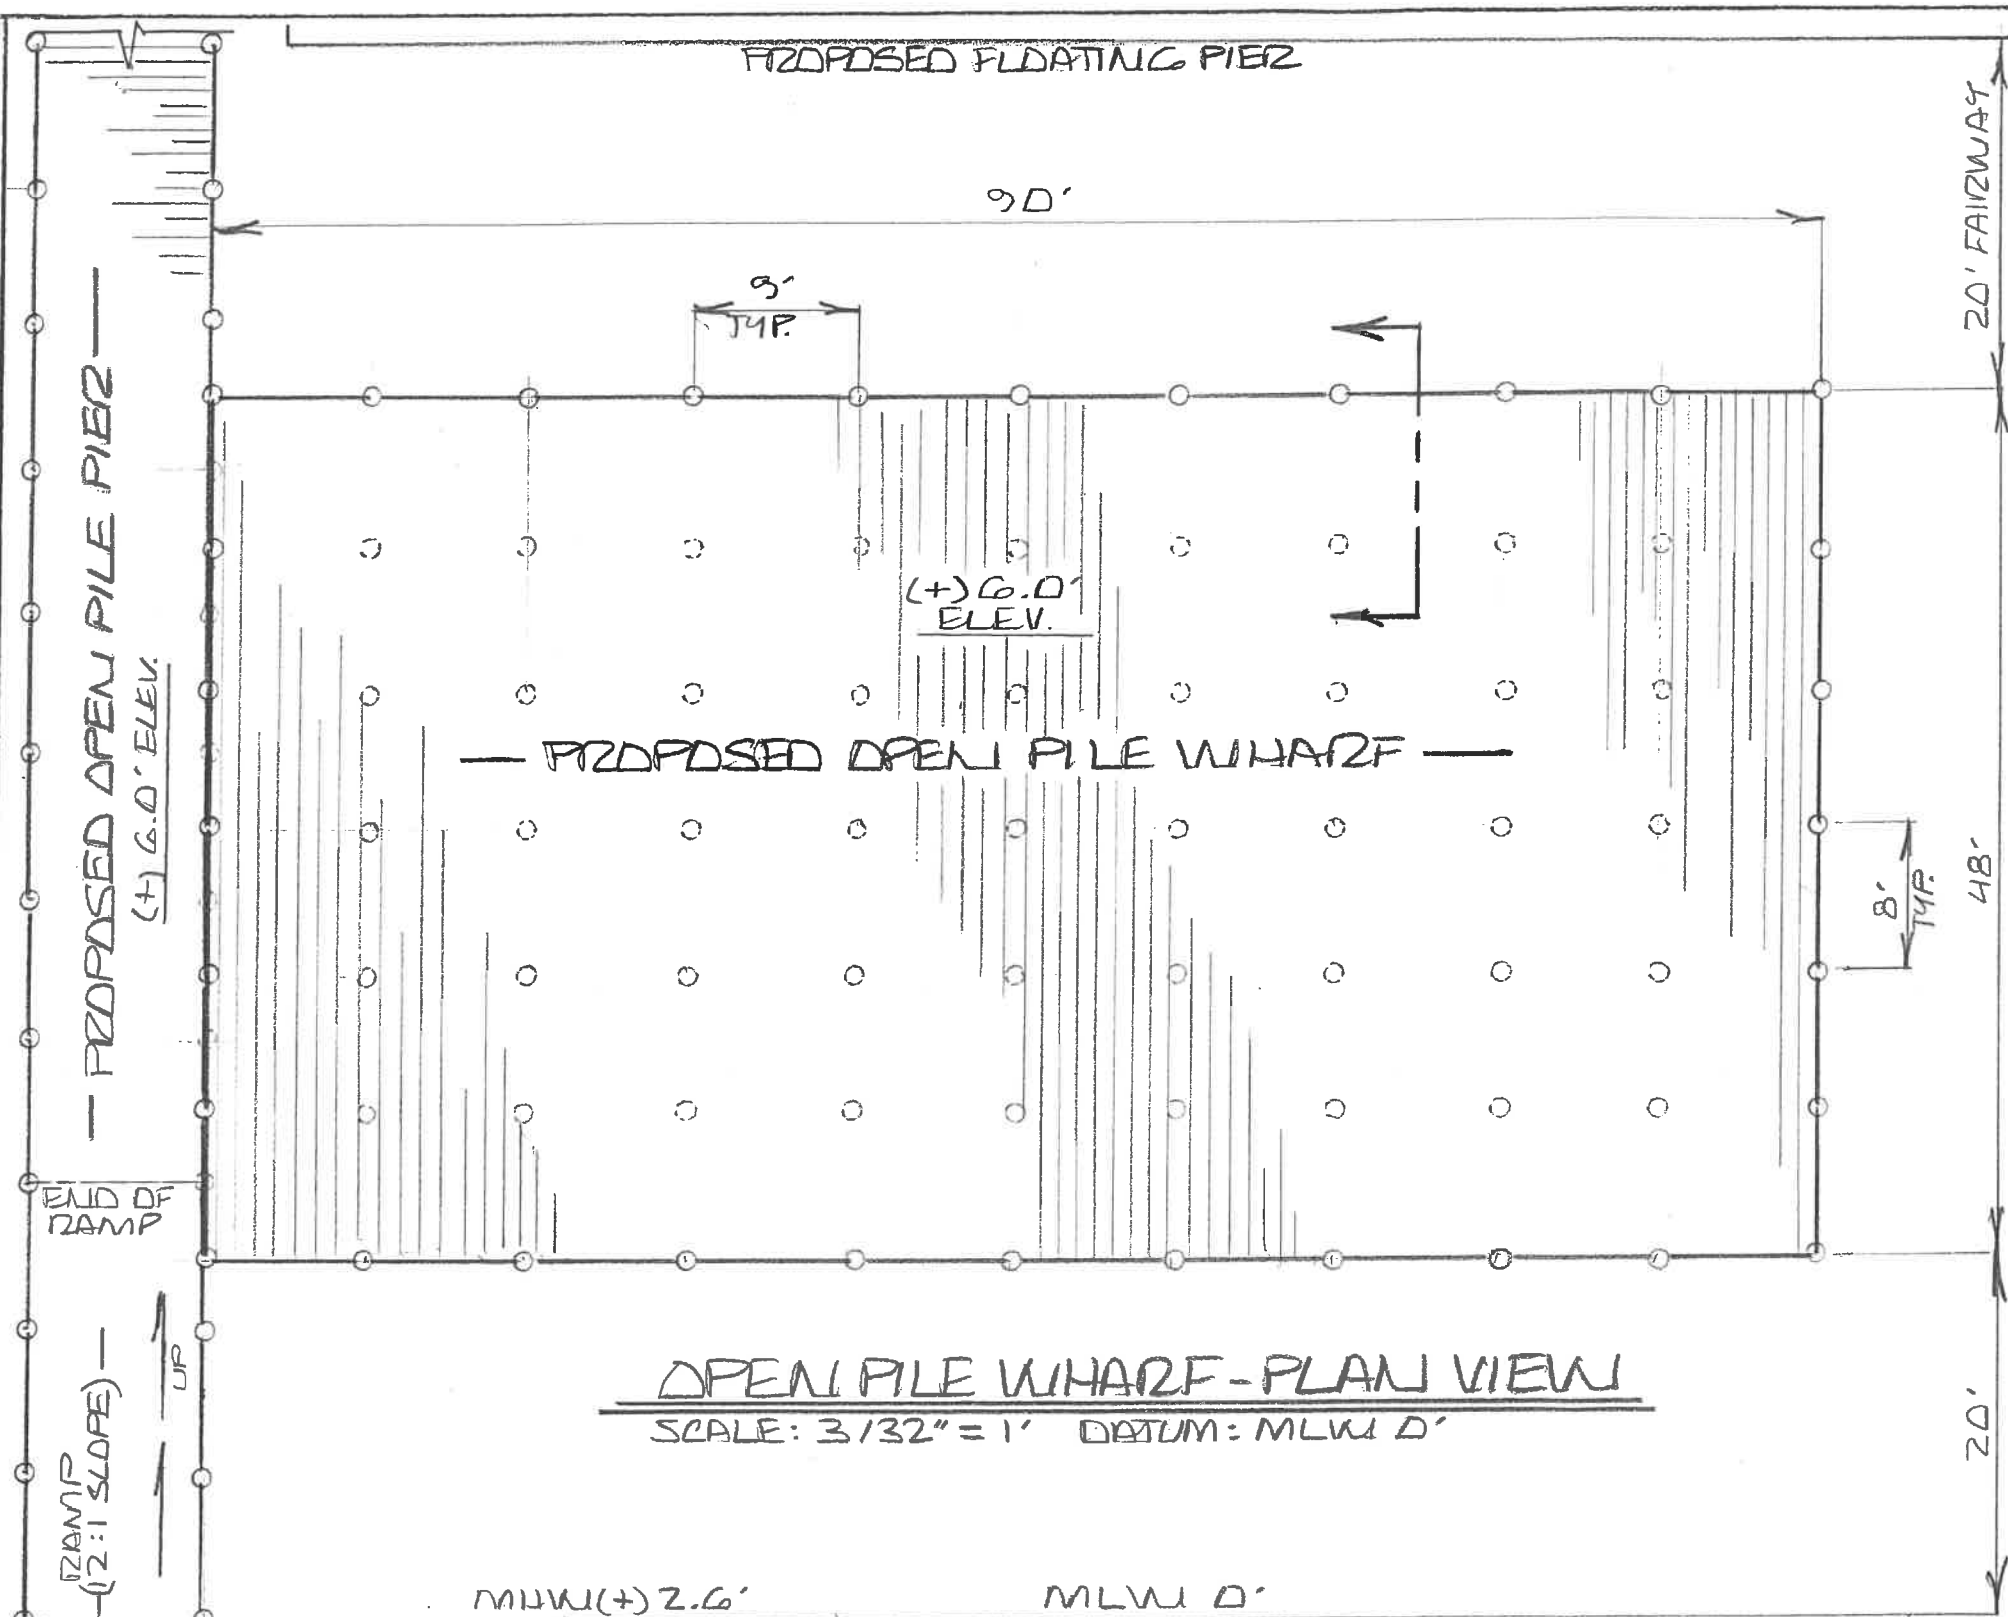 PROPOSED FLOATING PIER
20' FAIRWAY
90'
9'
TYP.
— PROPOSED OPEN PILE PIER —
(+) 6.0' ELEV.
(+) 6.0'
ELEV.
— PROPOSED OPEN PILE WHARF —
8'
TYP.
48'
END OF
RAMP
UP
RAMP
—(12:1 SLOPE)—
OPEN PILE WHARF - PLAN VIEW
SCALE: 3/32" = 1' DATUM: MLW 0'
20'
MHW(+) 2.6' MLW 0'